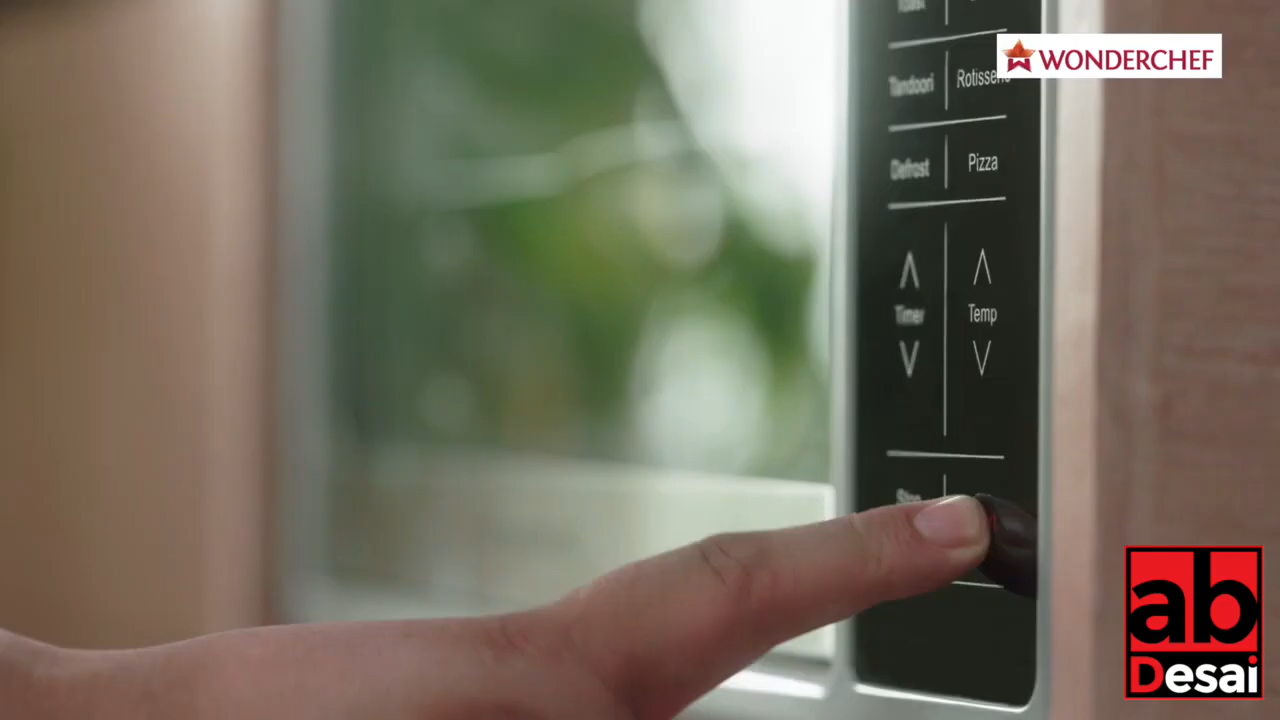 WONDERCHEF
Tandoori Rotisserie
Defrost Pizza
Timer Temp
ab
Desai